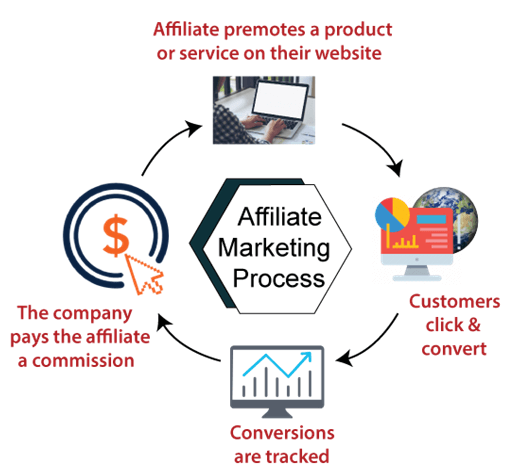 Affiliate premotes a product
or service on their website
Affiliate
Marketing
Process
$
Customers
click &
convert
The company
pays the affiliate
a commission
Conversions
are tracked